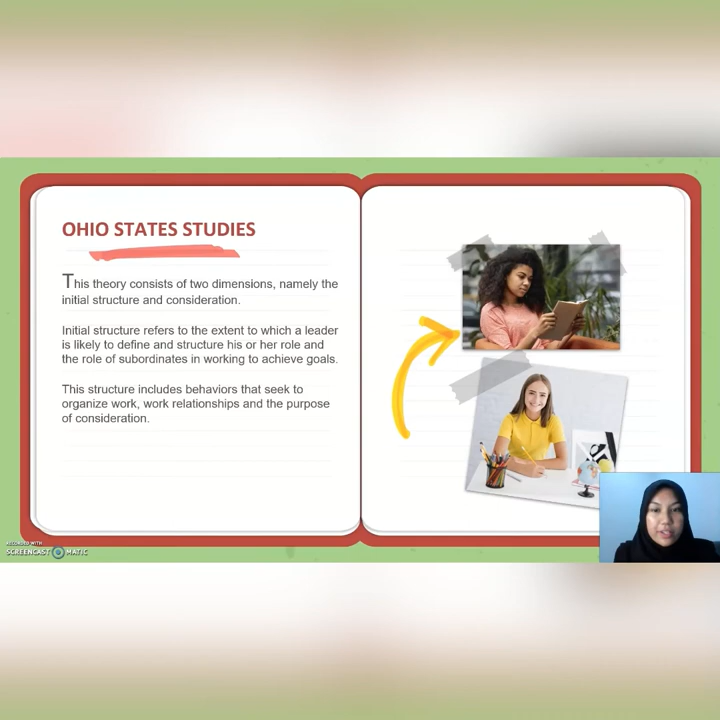 OHIO STATES STUDIES
This theory consists of two dimensions, namely the
initial structure and consideration.
Initial structure refers to the extent to which a leader
is likely to define and structure his or her role and
the role of subordinates in working to achieve goals.
This structure includes behaviors that seek to
organize work, work relationships and the purpose
of consideration.
RECORDED WITH
SCREENCAST MATIC